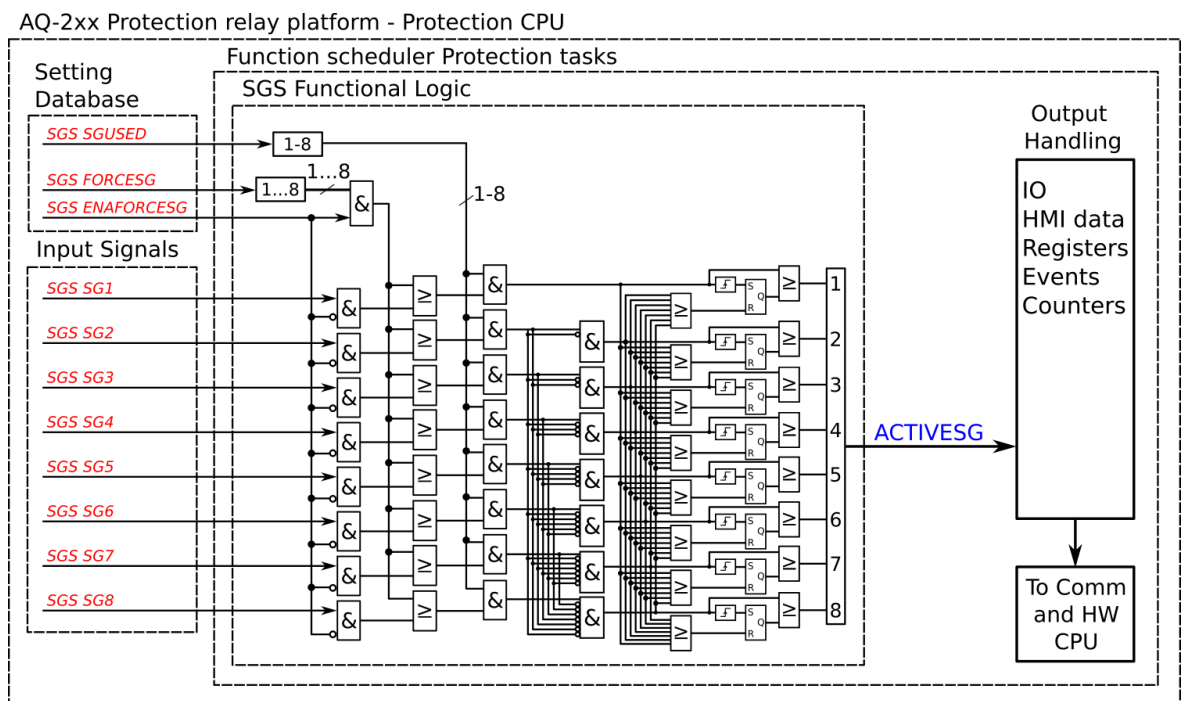 AQ-2xx Protection relay platform - Protection CPU
Function scheduler Protection tasks
Setting
Database
SGS Functional Logic
SGS SGUSED
1-8
SGS FORCESG
1...8
1...8
&
1-8
SGS ENAFORCESG
Input Signals
SGS SG1
& ≥ & ≥ S Q R ≥ 1
SGS SG2
& ≥ & & ≥ S Q R ≥ 2
SGS SG3
& ≥ & & ≥ S Q R ≥ 3
SGS SG4
& ≥ & & ≥ S Q R ≥ 4
SGS SG5
& ≥ & & ≥ S Q R ≥ 5
SGS SG6
& ≥ & & ≥ S Q R ≥ 6
SGS SG7
& ≥ & & ≥ S Q R ≥ 7
SGS SG8
& ≥ & & ≥ S Q R ≥ 8
ACTIVESG
Output
Handling
IO
HMI data
Registers
Events
Counters
To Comm
and HW
CPU